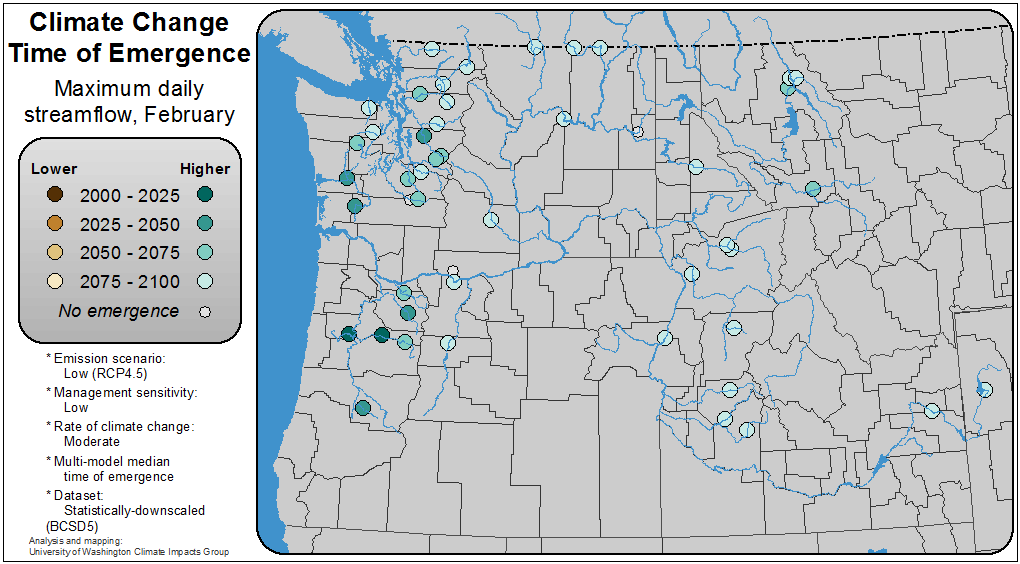 Climate Change
Time of Emergence
Maximum daily
streamflow, February
Lower Higher
2000 - 2025
2025 - 2050
2050 - 2075
2075 - 2100
No emergence
* Emission scenario:
Low (RCP4.5)
* Management sensitivity:
Low
* Rate of climate change:
Moderate
* Multi-model median
time of emergence
* Dataset:
Statistically-downscaled
(BCSD5)
Analysis and mapping:
University of Washington Climate Impacts Group